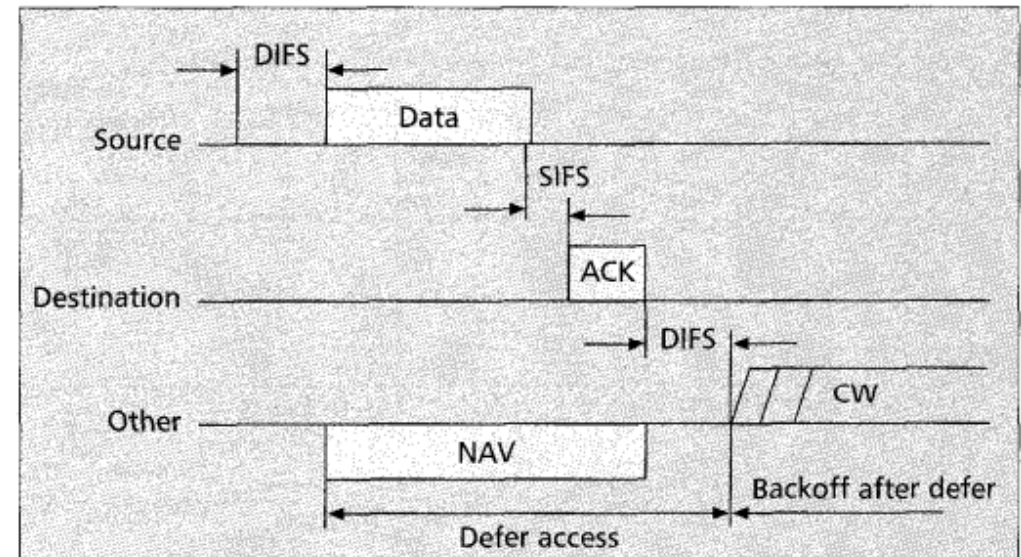 DIFS
Data
Source
SIFS
ACK
Destination
DIFS
CW
Other
NAV
Backoff after defer
Defer access